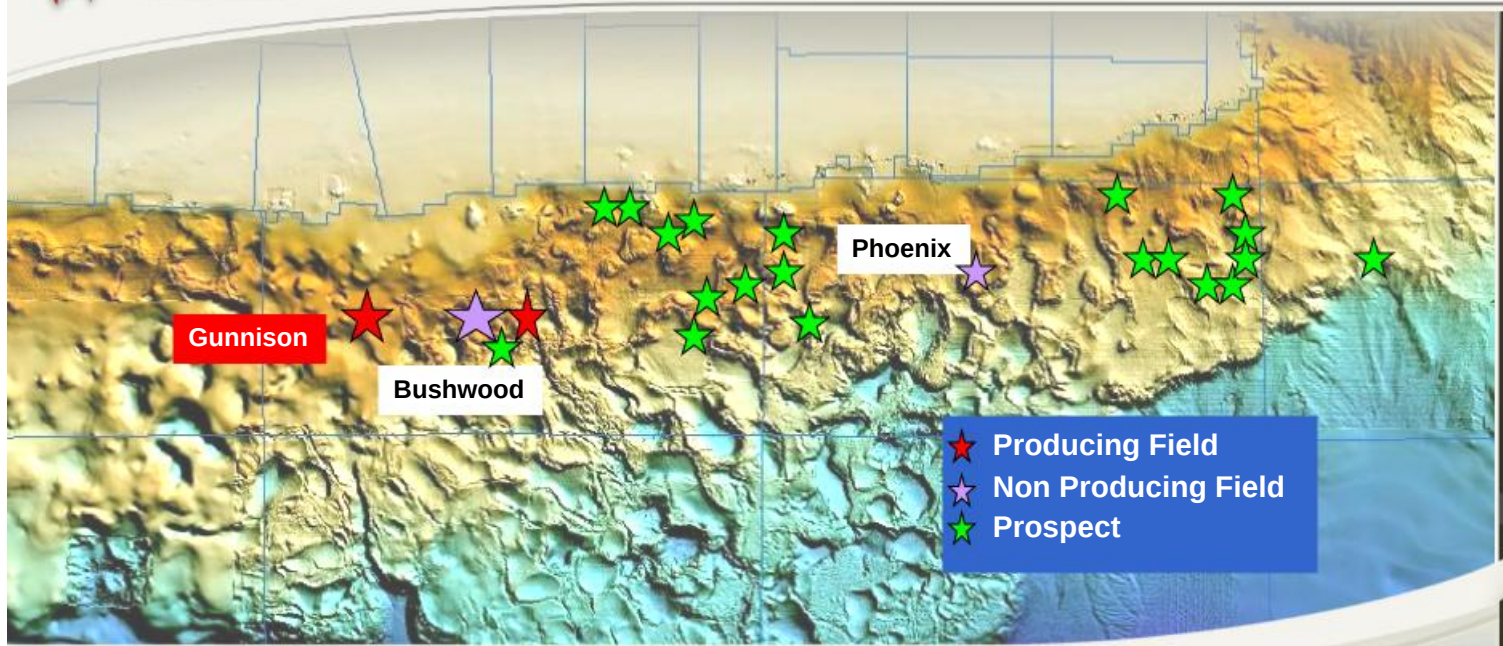 Phoenix
Gunnison
Bushwood
Producing Field
Non Producing Field
Prospect